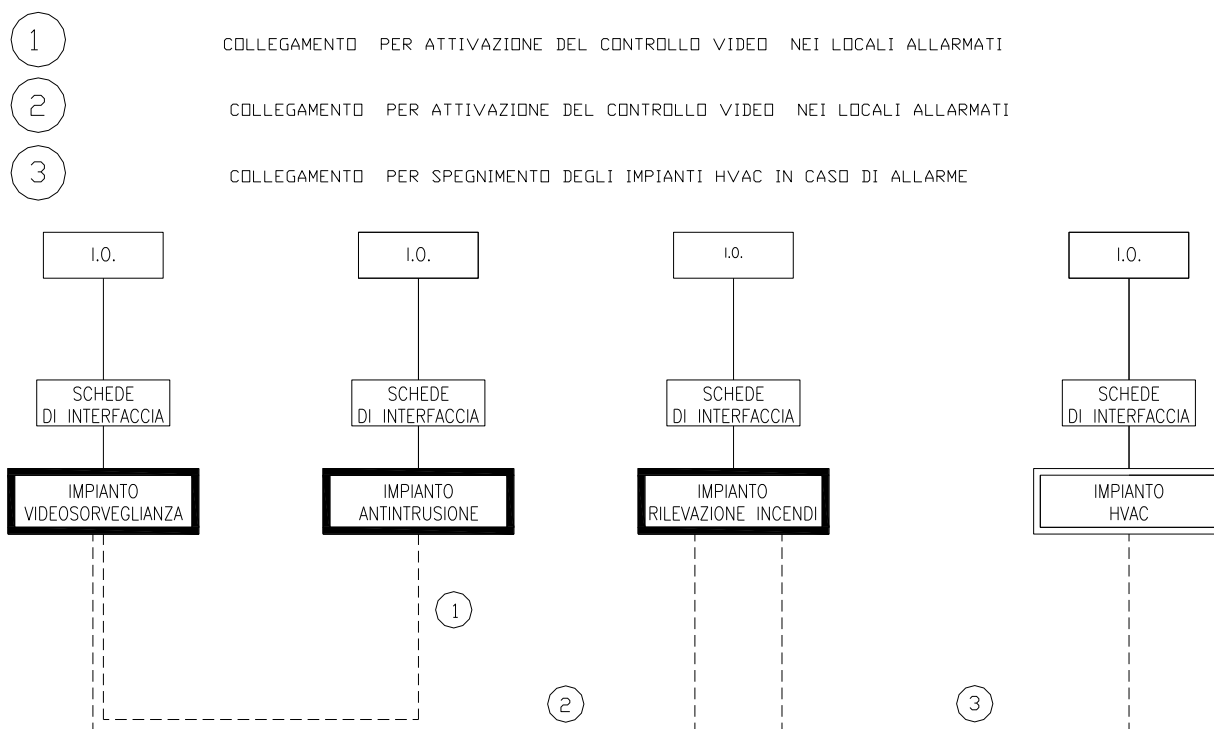 1
COLLEGAMENTO PER ATTIVAZIONE DEL CONTROLLO VIDEO NEI LOCALI ALLARMATI
2
COLLEGAMENTO PER ATTIVAZIONE DEL CONTROLLO VIDEO NEI LOCALI ALLARMATI
3
COLLEGAMENTO PER SPEGNIMENTO DEGLI IMPIANTI HVAC IN CASO DI ALLARME
I.O.
I.O.
I.O.
I.O.
SCHEDE
DI INTERFACCIA
SCHEDE
DI INTERFACCIA
SCHEDE
DI INTERFACCIA
SCHEDE
DI INTERFACCIA
IMPIANTO
VIDEOSORVEGLIANZA
IMPIANTO
ANTINTRUSIONE
IMPIANTO
RILEVAZIONE INCENDI
IMPIANTO
HVAC
1
2
3